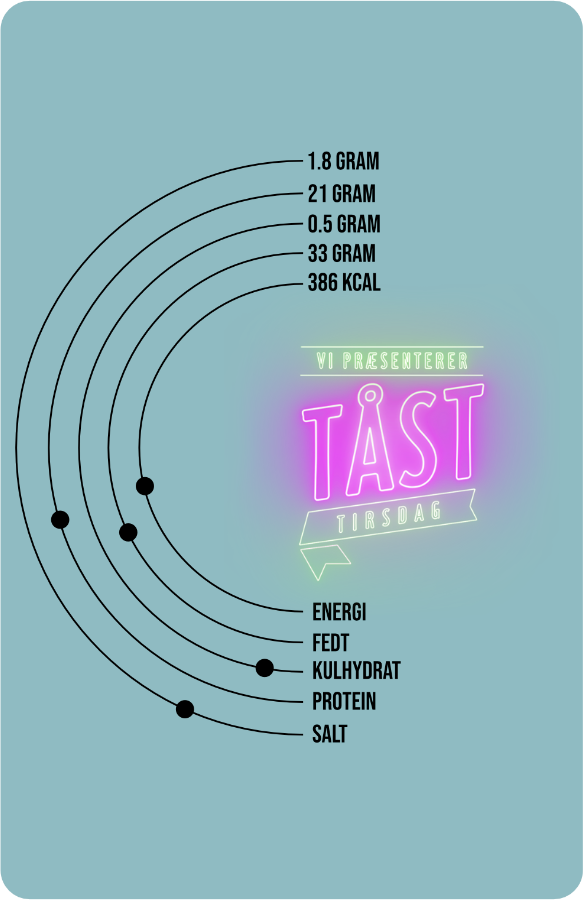 1.8 GRAM
21 GRAM
0.5 GRAM
33 GRAM
386 KCAL
VI PRÆSENTERER
TÅST
TIRSDAG
ENERGI
FEDT
KULHYDRAT
PROTEIN
SALT